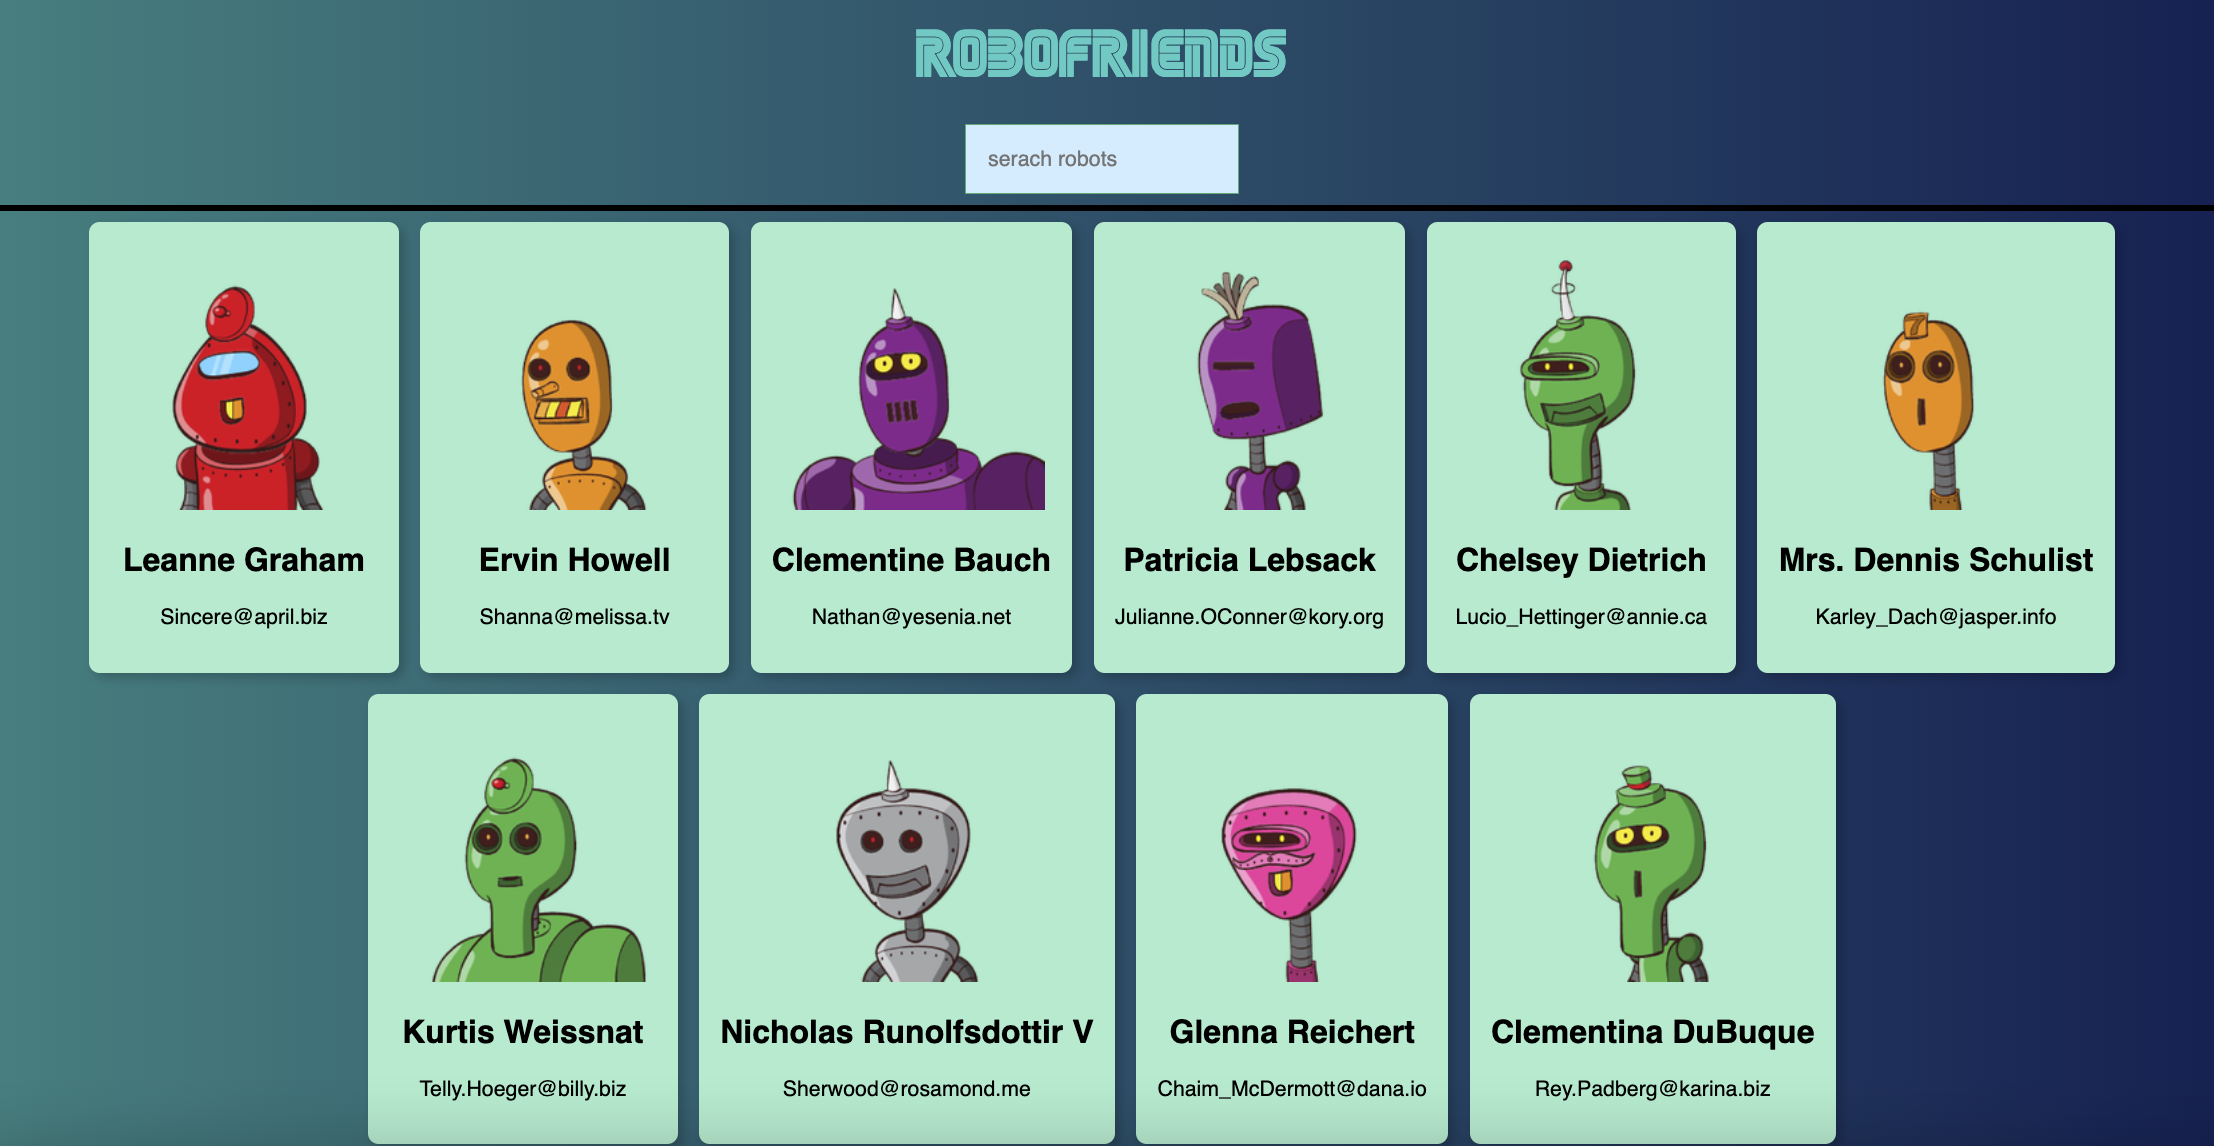 ROBOFRIENDS
serach robots
7
Leanne Graham
Sincere@april.biz
Ervin Howell
Shanna@melissa.tv
Clementine Bauch
Nathan@yesenia.net
Patricia Lebsack
Julianne.OConner@kory.org
Chelsey Dietrich
Lucio_Hettinger@annie.ca
Mrs. Dennis Schulist
Karley_Dach@jasper.info
Kurtis Weissnat
Telly.Hoeger@billy.biz
Nicholas Runolfsdottir V
Sherwood@rosamond.me
Glenna Reichert
Chaim_McDermott@dana.io
Clementina DuBuque
Rey.Padberg@karina.biz